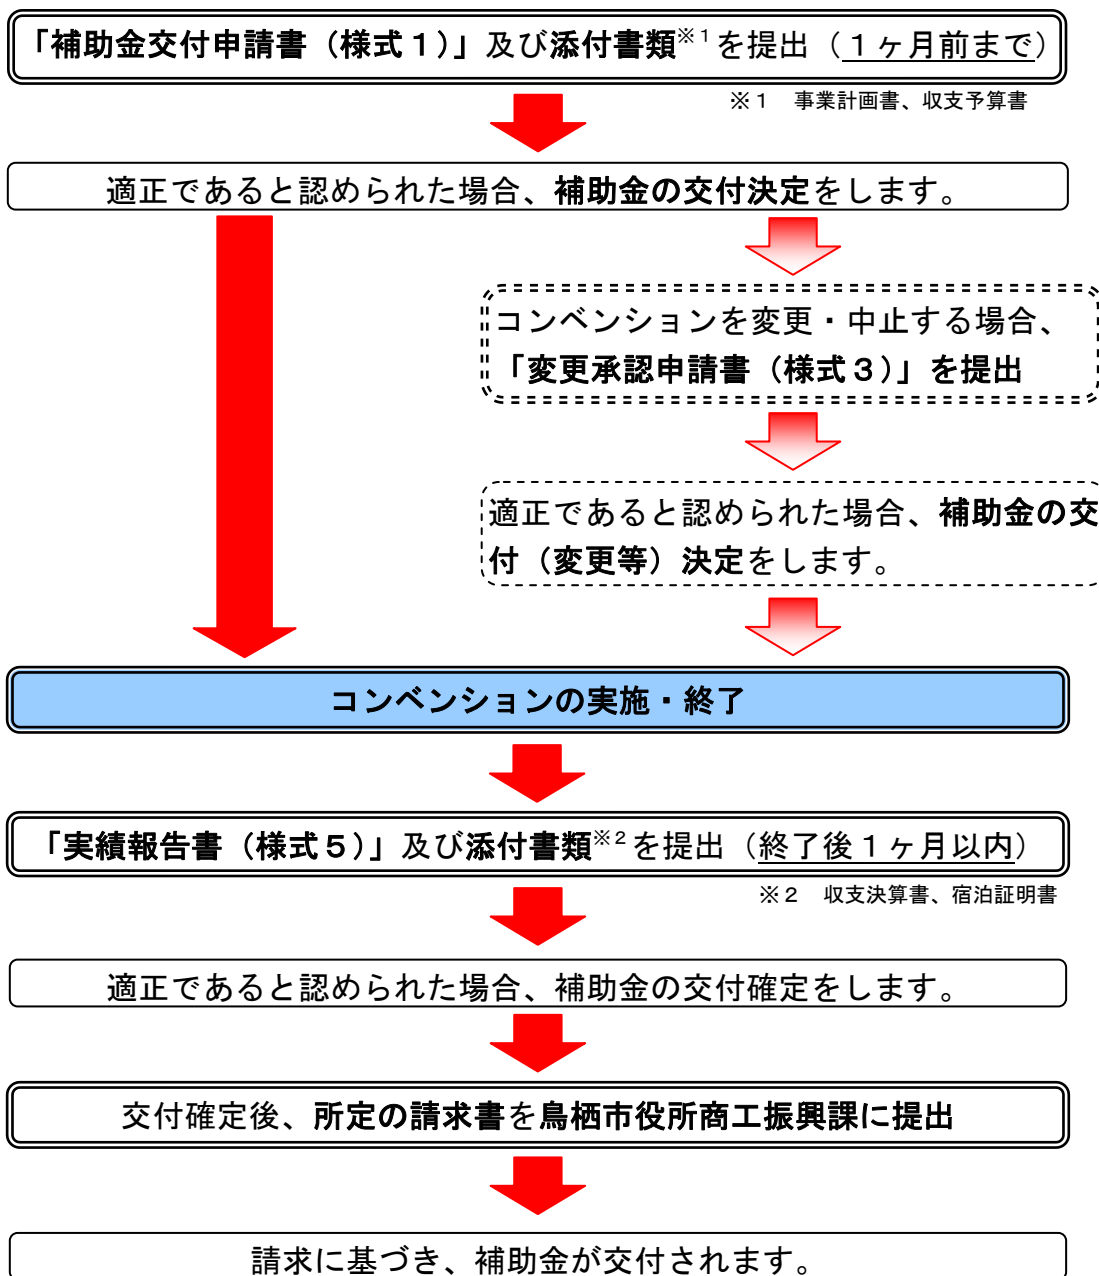 「補助金交付申請書（様式１）」及び添付書類※１を提出（１ヶ月前まで）
※１　事業計画書、収支予算書
適正であると認められた場合、補助金の交付決定をします。
コンベンションを変更・中止する場合、
「変更承認申請書（様式３）」を提出
適正であると認められた場合、補助金の交
付（変更等）決定をします。
コンベンションの実施・終了
「実績報告書（様式５）」及び添付書類※２を提出（終了後１ヶ月以内）
※２　収支決算書、宿泊証明書
適正であると認められた場合、補助金の交付確定をします。
交付確定後、所定の請求書を鳥栖市役所商工振興課に提出
請求に基づき、補助金が交付されます。